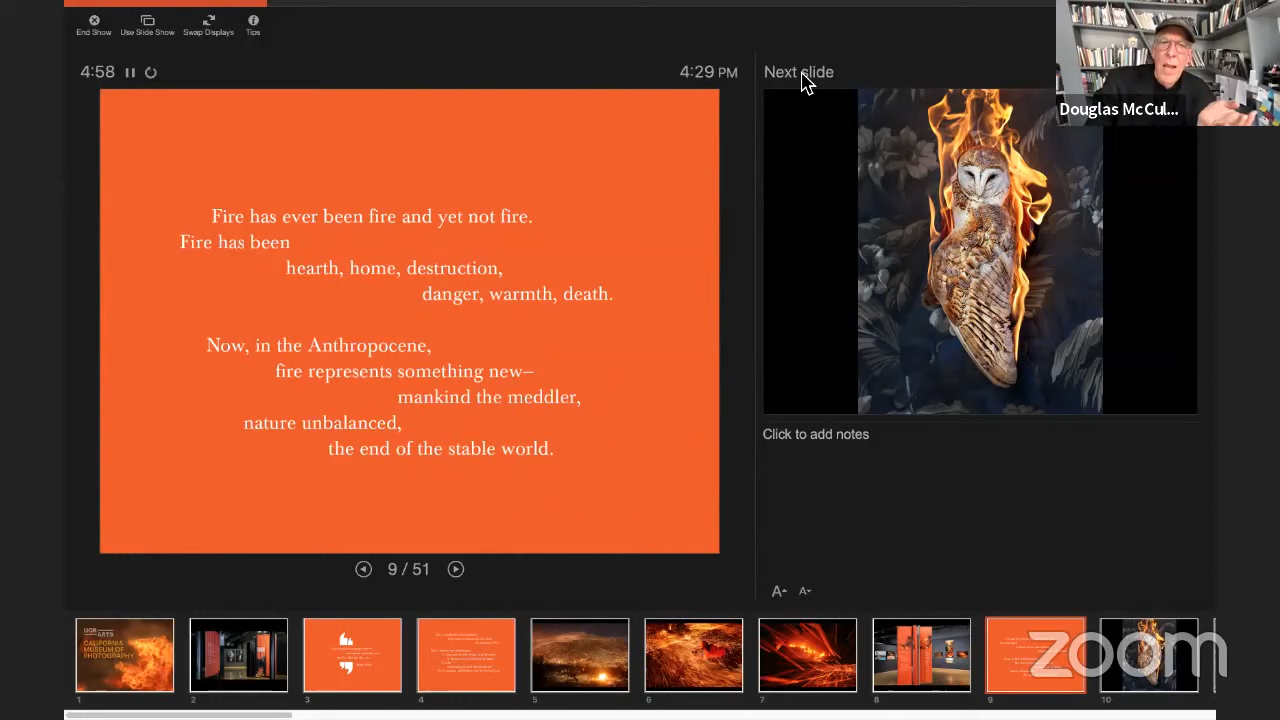 End Show
Use Slide Show
Swap Displays
Tips
4:58
4:29 PM
Next slide
Douglas McCul...
Fire has ever been fire and yet not fire.
Fire has been
hearth, home, destruction,
danger, warmth, death.
Now, in the Anthropocene,
fire represents something new–
mankind the meddler,
nature unbalanced,
the end of the stable world.
Click to add notes
9 / 51
A
A
UCR
ARTS
CALIFORNIA
MUSEUM OF
PHOTOGRAPHY
1
2
3
4
5
6
7
8
9
10
zoom